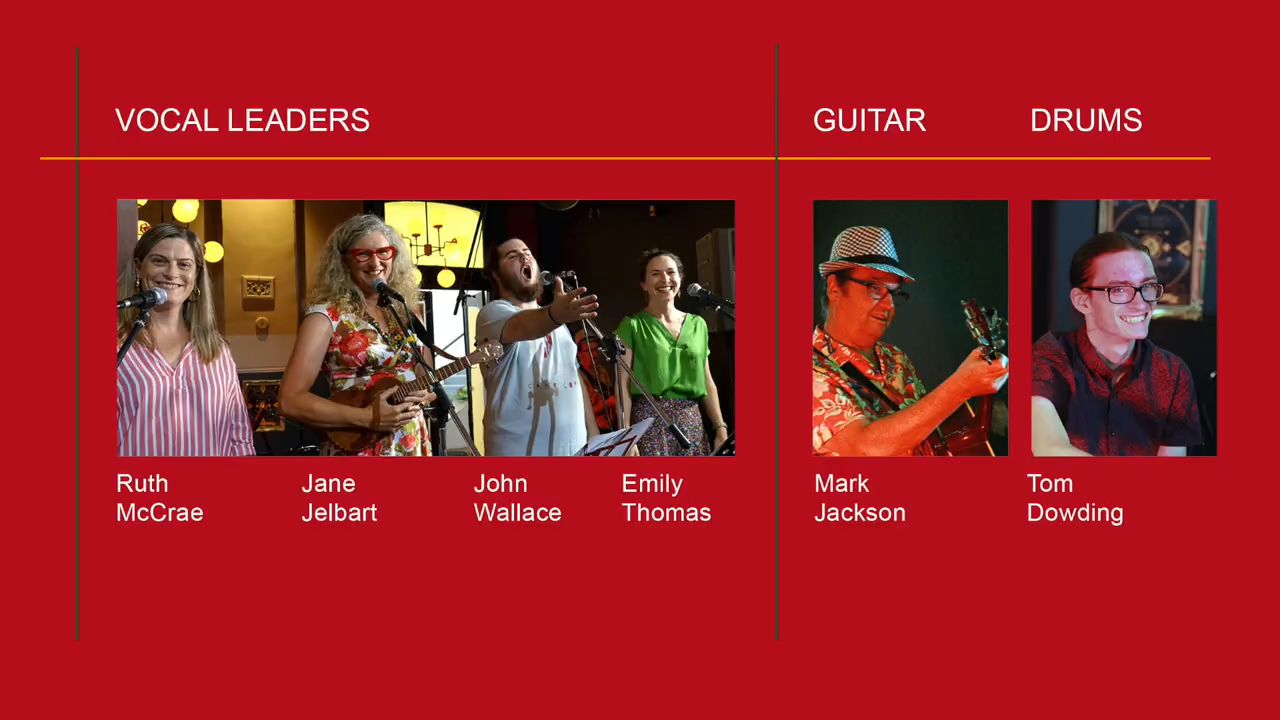 VOCAL LEADERS
GUITAR
DRUMS
Ruth
McCrae
Jane
Jelbart
John
Wallace
Emily
Thomas
Mark
Jackson
Tom
Dowding